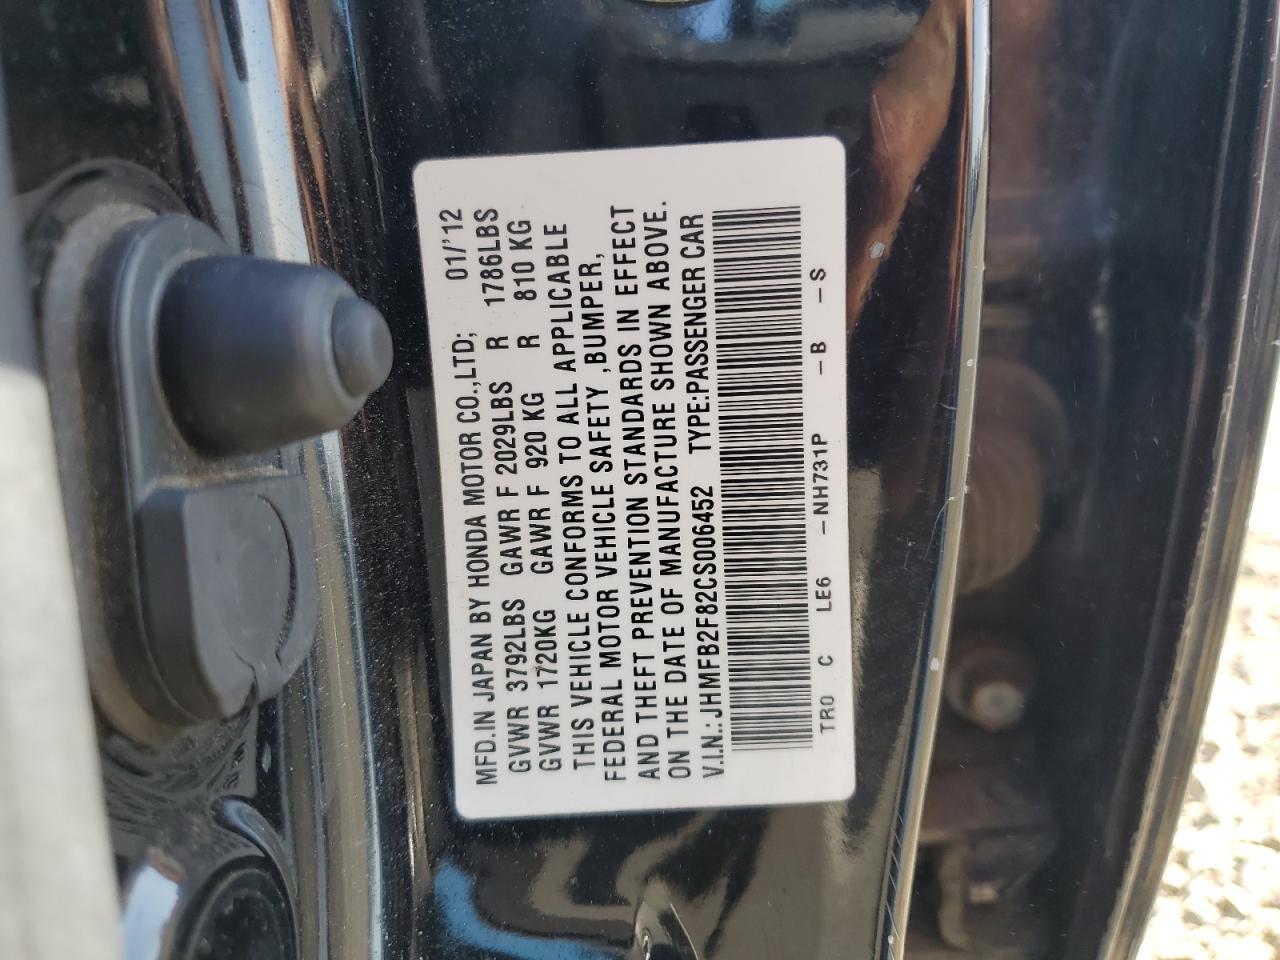 MFD.IN JAPAN BY HONDA MOTOR CO.,LTD; 01/'12
GVWR 3792LBS GAWR F 2029LBS R 1786LBS
GVWR 1720KG GAWR F 920 KG R 810 KG
THIS VEHICLE CONFORMS TO ALL APPLICABLE
FEDERAL MOTOR VEHICLE SAFETY ,BUMPER,
AND THEFT PREVENTION STANDARDS IN EFFECT
ON THE DATE OF MANUFACTURE SHOWN ABOVE.
V.I.N.: JHMFB2F82CS006452 TYPE:PASSENGER CAR
TR0 C LE6 -NH731P -B -S